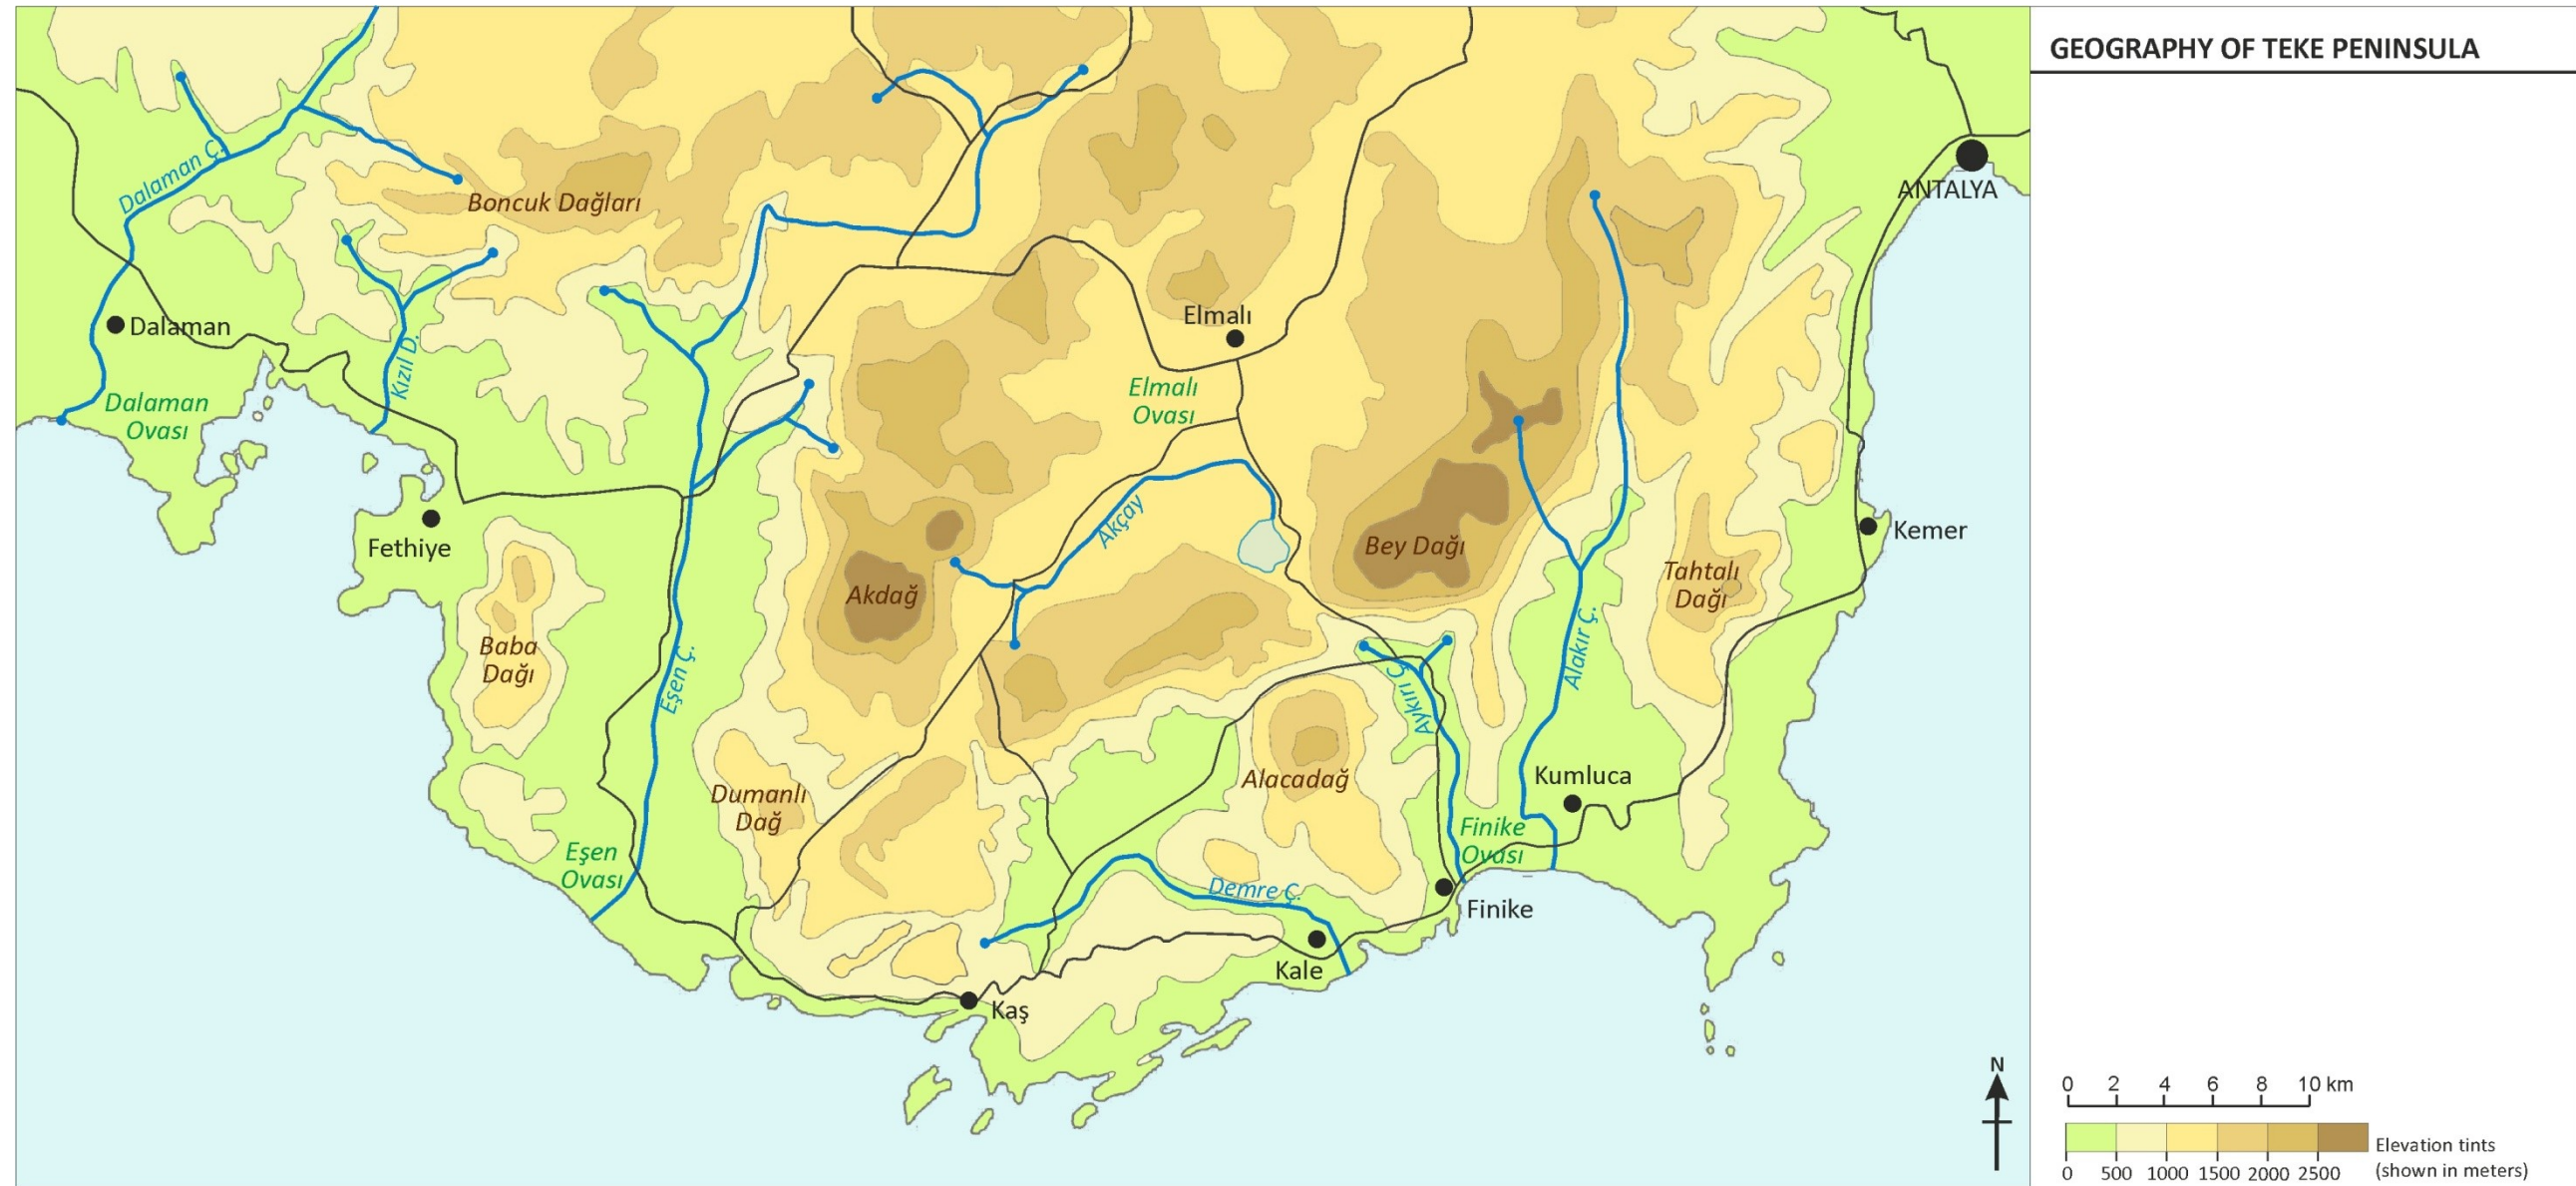 GEOGRAPHY OF TEKE PENINSULA
Dalaman Ç.
ANTALYA
Boncuk Dağları
Elmalı
Dalaman
Kızıl D.
Dalaman
Ovası
Elmalı
Ovası
Akçay
Fethiye
Bey Dağı
Kemer
Akdağ
Tahtalı
Dağı
Baba
Dağı
Eşen Ç.
Alakır Ç.
Aykırı Ç.
Alacadağ
Kumluca
Dumanlı
Dağ
Finike
Ovası
Eşen
Ovası
Demre Ç.
Finike
Kale
Kaş
N
0 2 4 6 8 10 km
Elevation tints
(shown in meters)
0 500 1000 1500 2000 2500